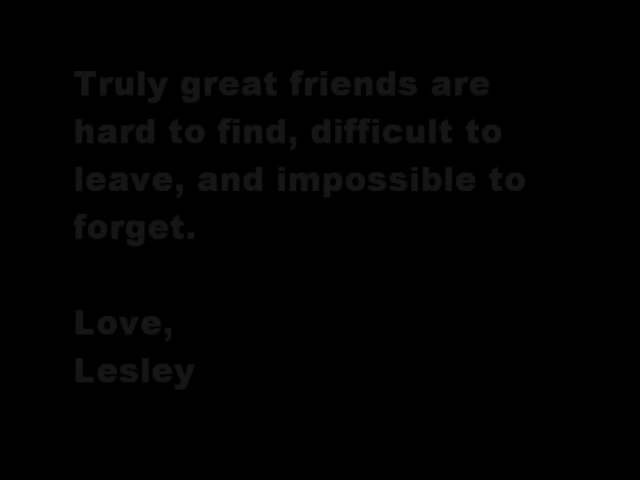 Truly great friends are
hard to find, difficult to
leave, and impossible to
forget.
Love,
Lesley